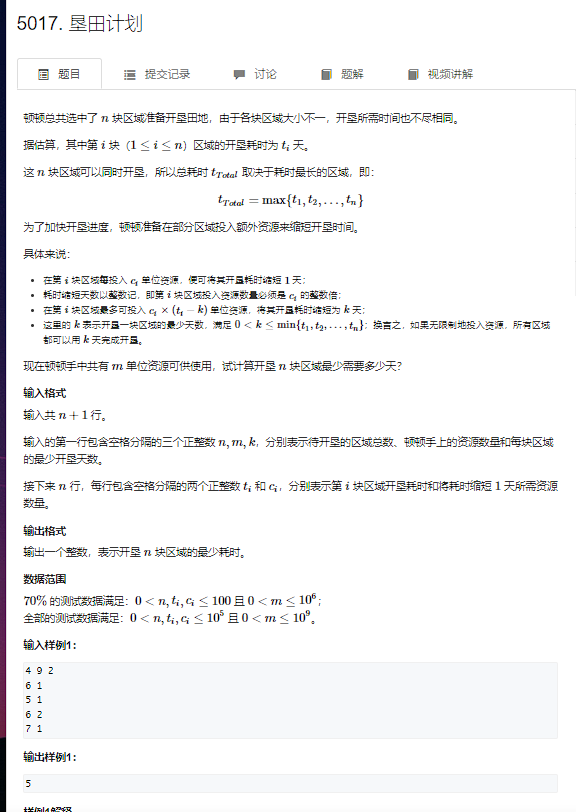 5017. 垦田计划
题目
提交记录
讨论
题解
视频讲解
顿顿总共选中了 n 块区域准备开垦田地，由于各块区域大小不一，开垦所需时间也不尽相同。
据估算，其中第 i 块（1 ≤ i ≤ n）区域的开垦耗时为 t_i 天。
这 n 块区域可以同时开垦，所以总耗时 t_Total 取决于耗时最长的区域，即：
t_Total = max{t_1, t_2, ..., t_n}
为了加快开垦进度，顿顿准备在部分区域投入额外资源来缩短开垦时间。
具体来说：
在第 i 块区域每投入 c_i 单位资源，便可将其开垦耗时缩短 1 天；
耗时缩短天数以整数记，即第 i 块区域投入资源数量必须是 c_i 的整数倍；
在第 i 块区域最多可投入 c_i × (t_i − k) 单位资源，将其开垦耗时缩短为 k 天；
这里的 k 表示开垦一块区域的最少天数，满足 0 < k ≤ min{t_1, t_2, ..., t_n}；换言之，如果无限制地投入资源，所有区域
都可以用 k 天完成开垦。
现在顿顿手中共有 m 单位资源可供使用，试计算开垦 n 块区域最少需要多少天？
输入格式
输入共 n + 1 行。
输入的第一行包含空格分隔的三个正整数 n, m, k，分别表示待开垦的区域总数、顿顿手上的资源数量和每块区域
的最少开垦天数。
接下来 n 行，每行包含空格分隔的两个正整数 t_i 和 c_i，分别表示第 i 块区域开垦耗时和将耗时缩短 1 天所需资源
数量。
输出格式
输出一个整数，表示开垦 n 块区域的最少耗时。
数据范围
70% 的测试数据满足：0 < n, t_i, c_i ≤ 100 且 0 < m ≤ 10^6；
全部的测试数据满足：0 < n, t_i, c_i ≤ 10^5 且 0 < m ≤ 10^9。
输入样例1：
4 9 2
6 1
5 1
6 2
7 1
输出样例1：
5